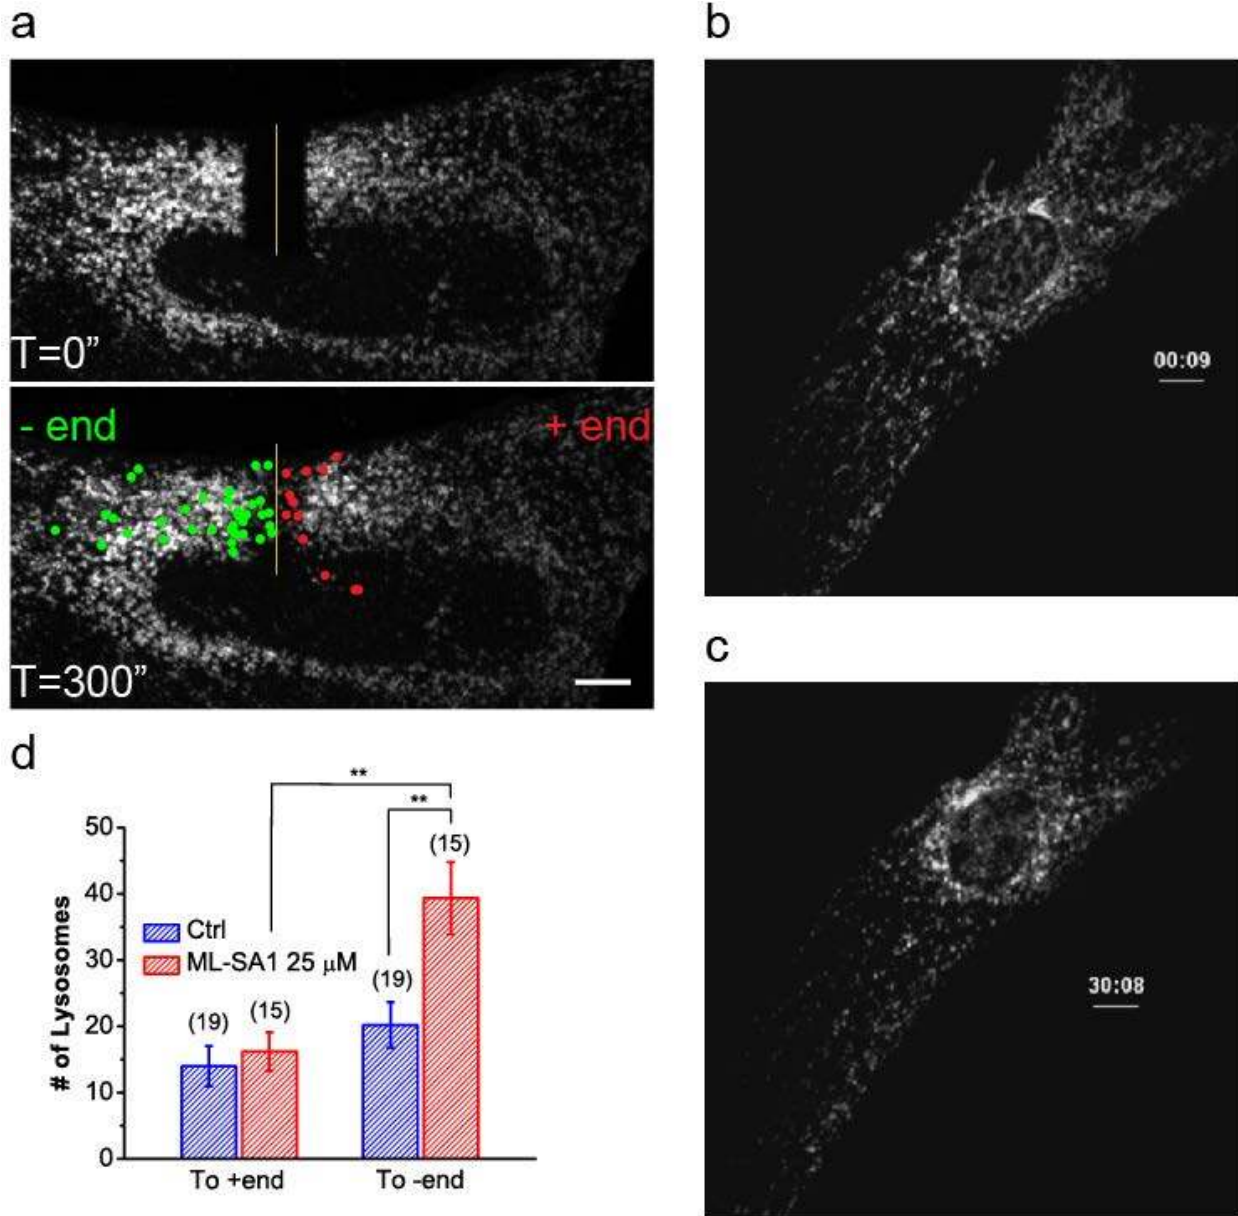 a
T=0”
- end + end
T=300”
b
00:09
c
30:08
d
**
**
50
40
30
20
10
0
# of Lysosomes
Ctrl
ML-SA1 25 μM
(19)
(15)
(19)
(15)
To +end
To -end